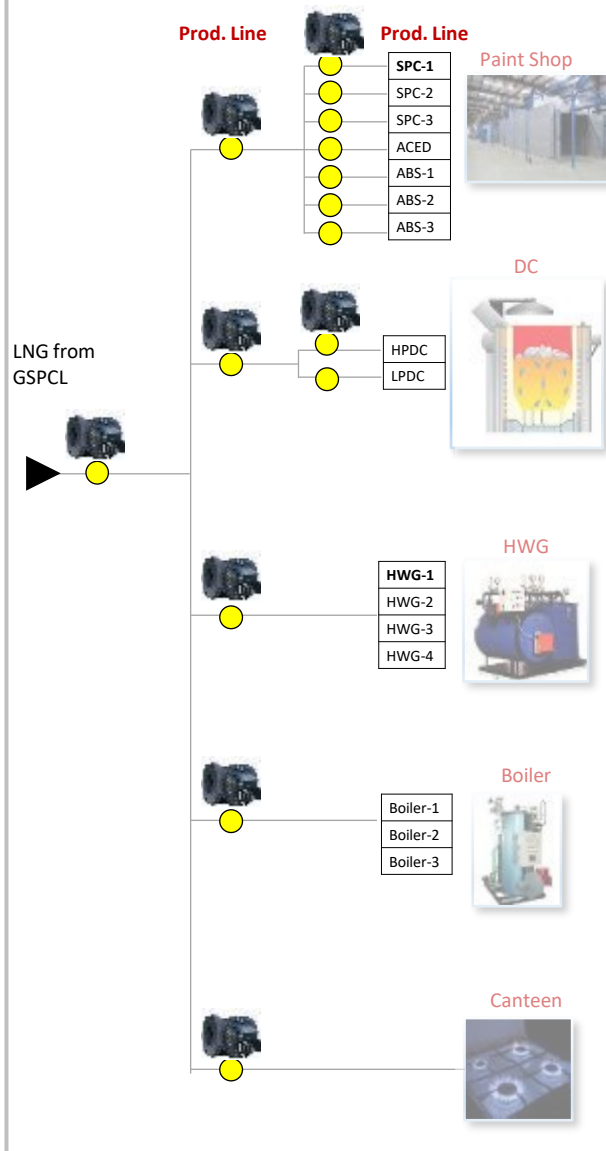 Prod. Line
Prod. Line
Paint Shop
SPC-1
SPC-2
SPC-3
ACED
ABS-1
ABS-2
ABS-3
DC
LNG from
GSPCL
HPDC
LPDC
HWG
HWG-1
HWG-2
HWG-3
HWG-4
Boiler
Boiler-1
Boiler-2
Boiler-3
Canteen